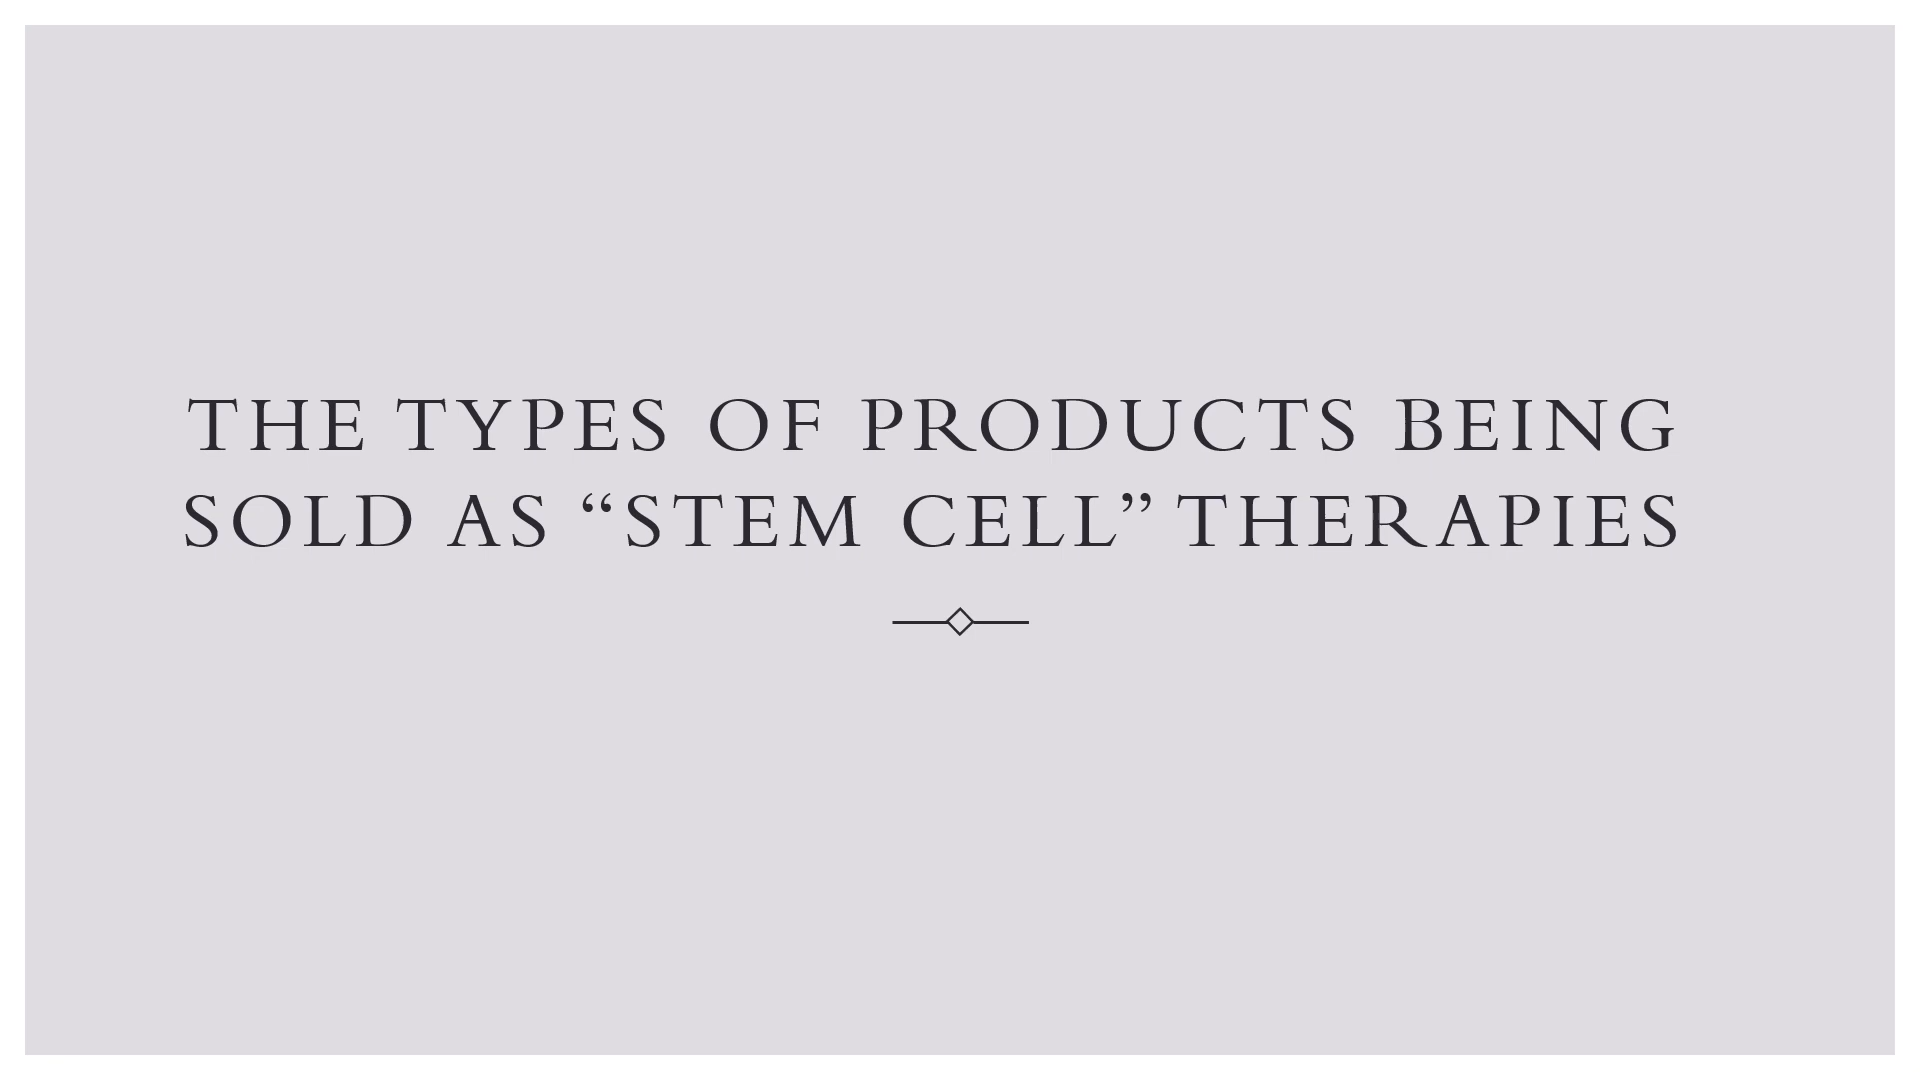 THE TYPES OF PRODUCTS BEING
SOLD AS “STEM CELL” THERAPIES